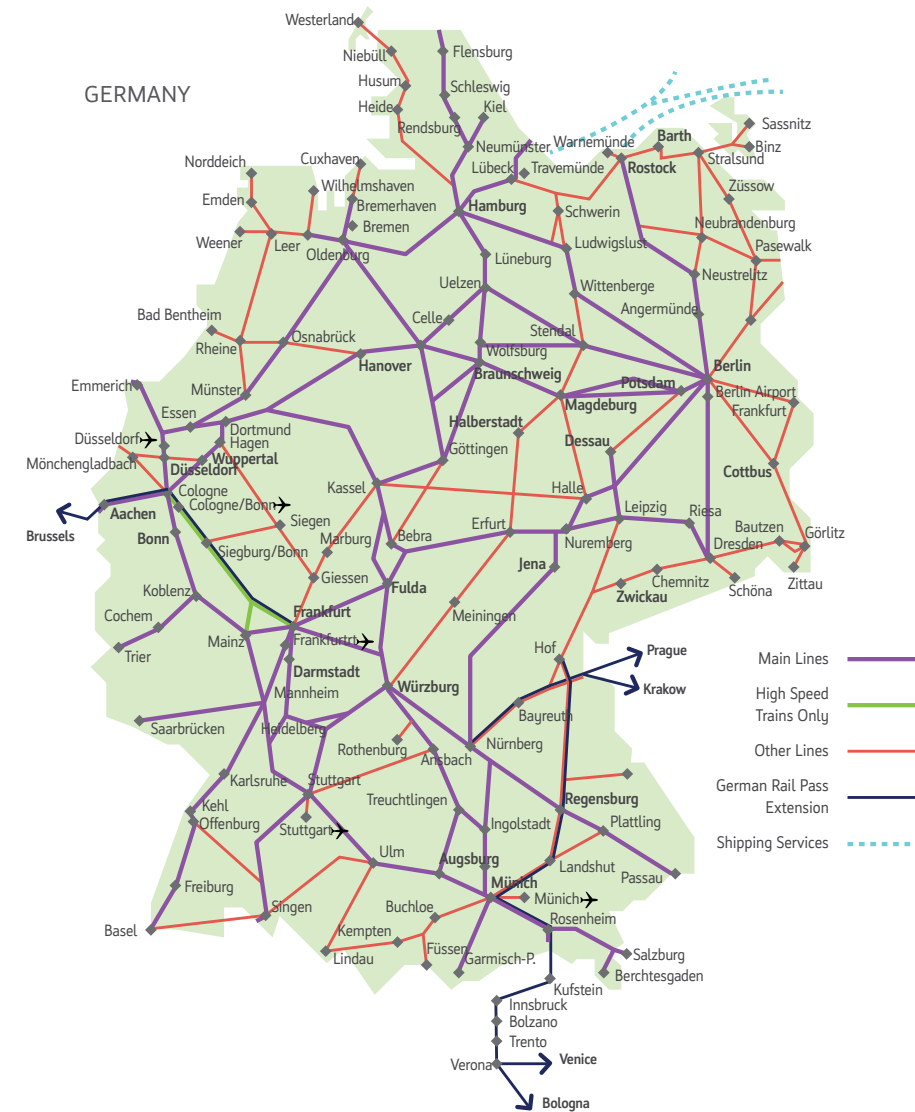 Westerland
Niebüll
Flensburg
GERMANY
Husum
Schleswig
Heide
Kiel
Rendsburg
Neumünster
Warnemünde
Barth
Sassnitz
Binz
Norddeich
Cuxhaven
Lübeck
Travemünde
Rostock
Stralsund
Wilhelmshaven
Züssow
Emden
Bremerhaven
Hamburg
Schwerin
Bremen
Neubrandenburg
Weener
Leer
Oldenburg
Ludwigslust
Pasewalk
Lüneburg
Neustrelitz
Uelzen
Wittenberge
Bad Bentheim
Celle
Angermünde
Rheine
Osnabrück
Stendal
Hanover
Wolfsburg
Berlin
Emmerich
Münster
Braunschweig
Potsdam
Berlin Airport
Magdeburg
Frankfurt
Essen
Dortmund
Halberstadt
Düsseldorf
Hagen
Dessau
Göttingen
Mönchengladbach
Wuppertal
Düsseldorf
Cottbus
Kassel
Halle
Cologne
Cologne/Bonn
Aachen
Leipzig
Riesa
Brussels
Siegen
Erfurt
Bautzen
Görlitz
Bonn
Marburg
Bebra
Nuremberg
Dresden
Siegburg/Bonn
Jena
Giessen
Chemnitz
Zittau
Koblenz
Fulda
Zwickau
Schöna
Cochem
Frankfurt
Meiningen
Mainz
Frankfurtrt
Trier
Hof
Prague
Darmstadt
Main Lines
Krakow
Mannheim
Würzburg
High Speed
Trains Only
Bayreuth
Saarbrücken
Heidelberg
Rothenburg
Nürnberg
Other Lines
Ansbach
Karlsruhe
Stuttgart
German Rail Pass
Extension
Kehl
Treuchtlingen
Regensburg
Offenburg
Stuttgart
Ingolstadt
Plattling
Shipping Services
Ulm
Augsburg
Landshut
Passau
Freiburg
Münich
Münich
Singen
Buchloe
Basel
Rosenheim
Kempten
Füssen
Salzburg
Lindau
Garmisch-P.
Berchtesgaden
Kufstein
Innsbruck
Bolzano
Trento
Verona
Venice
Bologna